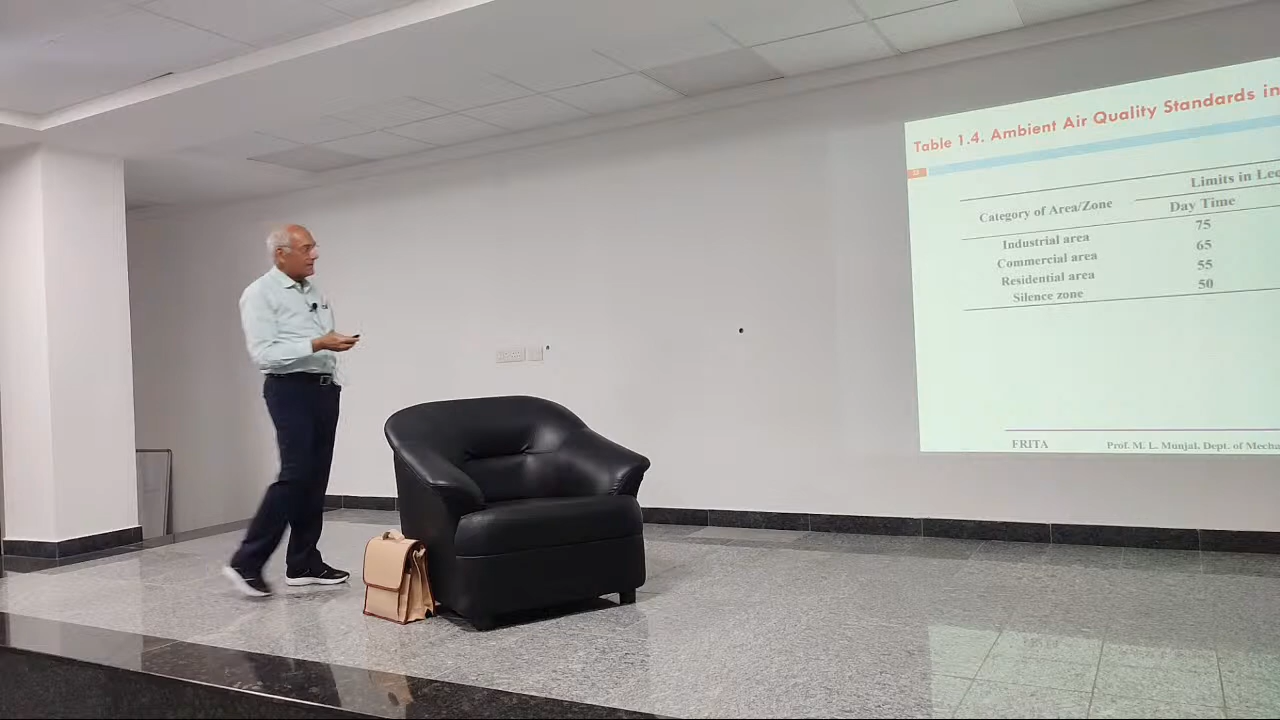 Table 1.4. Ambient Air Quality Standards in
Limits in Leq
Category of Area/Zone Day Time
Industrial area 75
Commercial area 65
Residential area 55
Silence zone 50
FRITA Prof. M. L. Munjal, Dept. of Mecha